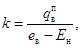 k = q_в^п / (e_в − E_н),